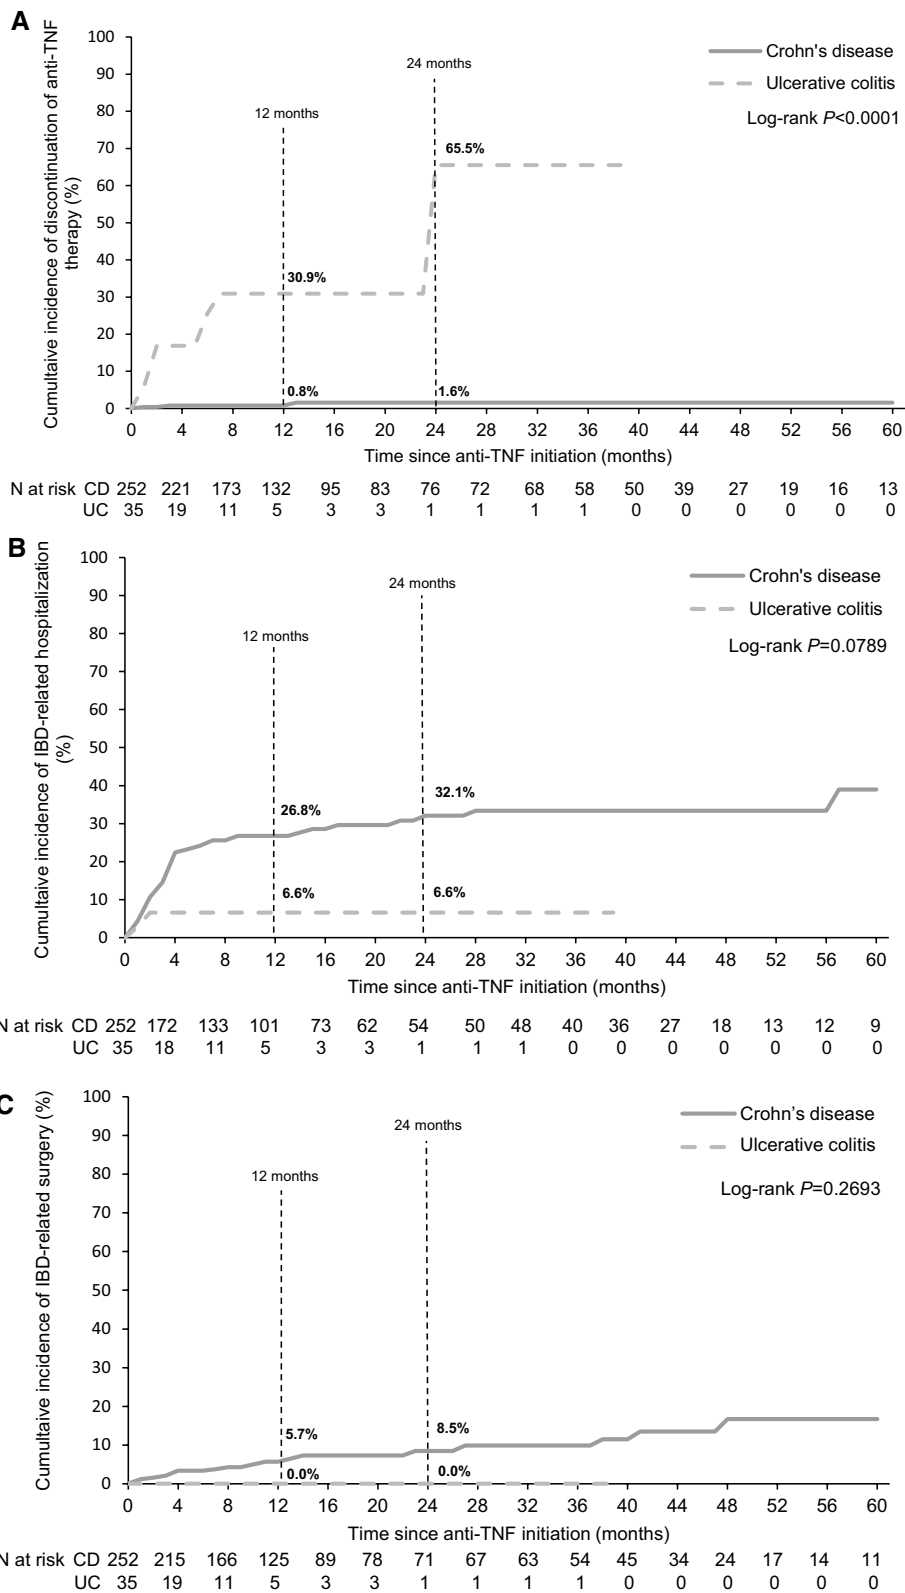 A
Cumultaive incidence of discontinuation of anti-TNF
therapy (%)
100
90
80
70
60
50
40
30
20
10
0
24 months
12 months
Crohn's disease
Ulcerative colitis
Log-rank P<0.0001
65.5%
30.9%
0.8%
1.6%
0 4 8 12 16 20 24 28 32 36 40 44 48 52 56 60
Time since anti-TNF initiation (months)
N at risk CD 252 221 173 132 95 83 76 72 68 58 50 39 27 19 16 13
UC 35 19 11 5 3 3 1 1 1 1 0 0 0 0 0 0
B
Cumultaive incidence of IBD-related hospitalization
(%)
100
90
80
70
60
50
40
30
20
10
0
24 months
12 months
Crohn's disease
Ulcerative colitis
Log-rank P=0.0789
32.1%
26.8%
6.6%
6.6%
0 4 8 12 16 20 24 28 32 36 40 44 48 52 56 60
Time since anti-TNF initiation (months)
N at risk CD 252 172 133 101 73 62 54 50 48 40 36 27 18 13 12 9
UC 35 18 11 5 3 3 1 1 1 0 0 0 0 0 0 0
C
Cumultaive incidence of IBD-related surgery (%)
100
90
80
70
60
50
40
30
20
10
0
24 months
12 months
Crohn’s disease
Ulcerative colitis
Log-rank P=0.2693
5.7%
8.5%
0.0%
0.0%
0 4 8 12 16 20 24 28 32 36 40 44 48 52 56 60
Time since anti-TNF initiation (months)
N at risk CD 252 215 166 125 89 78 71 67 63 54 45 34 24 17 14 11
UC 35 19 11 5 3 3 1 1 1 1 0 0 0 0 0 0